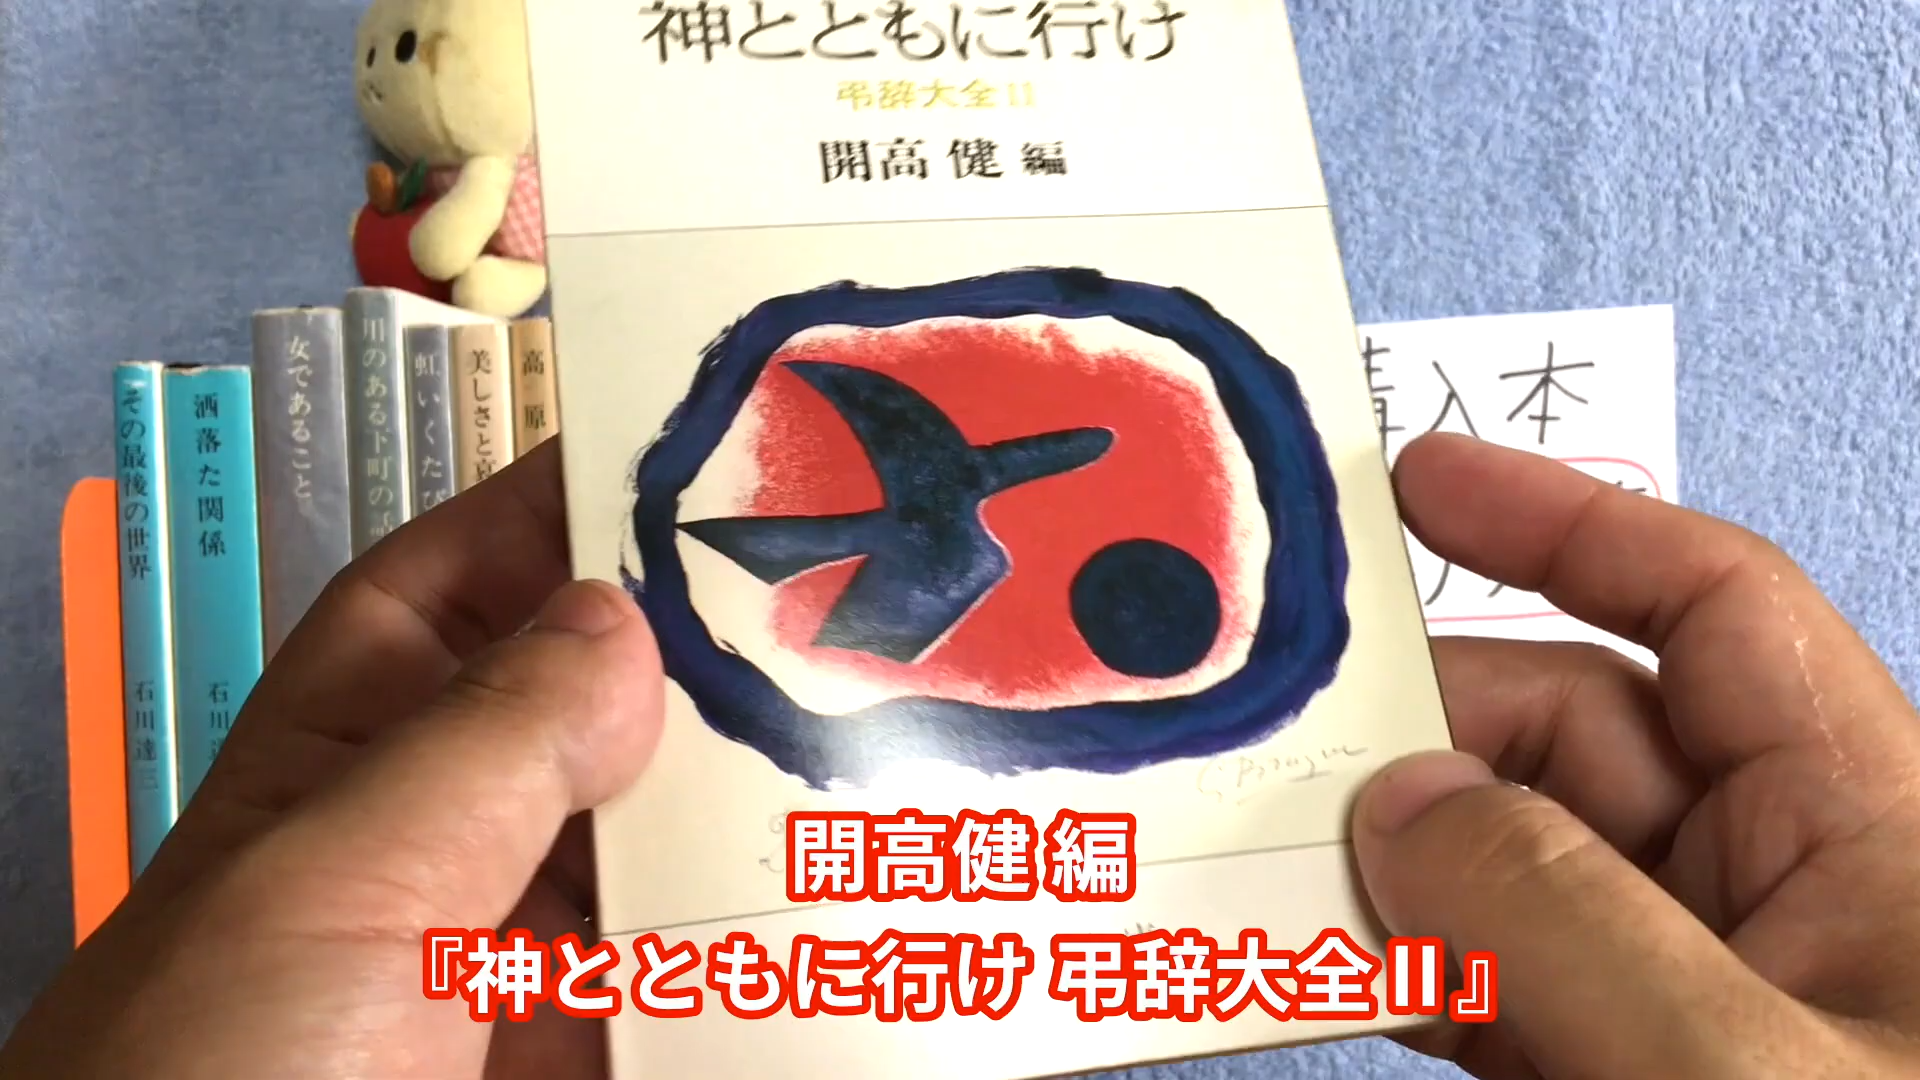 神とともに行け
弔辞大全II
開高 健 編
その最後の世界
石川達三
洒落た関係
石川達
女であること
川のある下町の
虹いくたび
美しさと哀
高原
購入本
G Braque
開高健 編
『神とともに行け 弔辞大全Ⅱ』